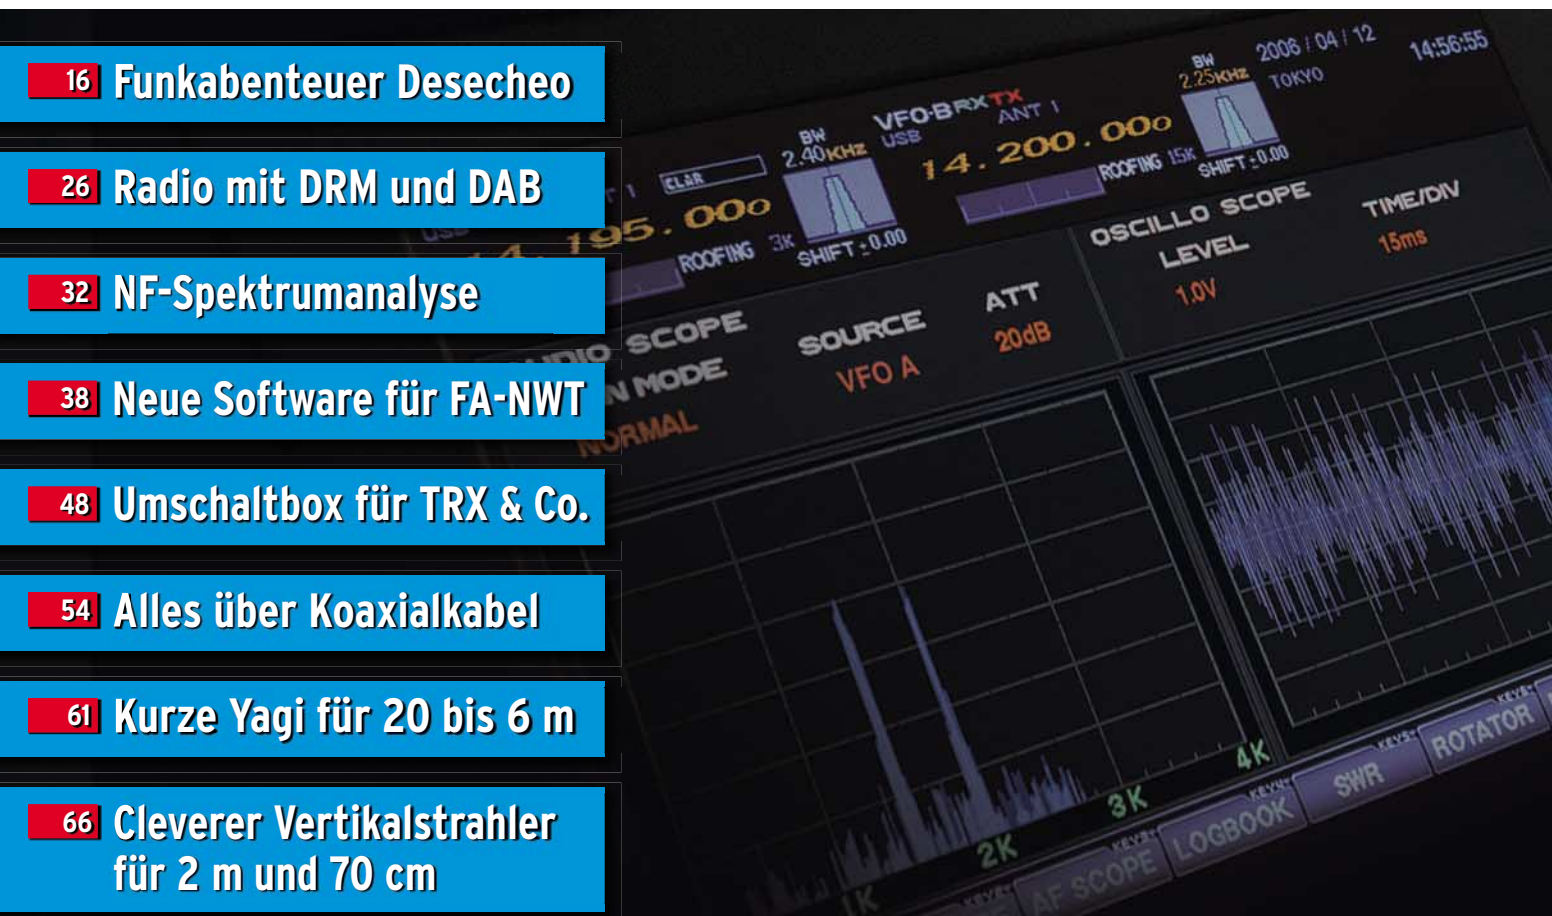 16 Funkabenteuer Desecheo
26 Radio mit DRM und DAB
32 NF-Spektrumanalyse
38 Neue Software für FA-NWT
48 Umschaltbox für TRX & Co.
54 Alles über Koaxialkabel
61 Kurze Yagi für 20 bis 6 m
66 Cleverer Vertikalstrahler
für 2 m und 70 cm
2006 / 04 / 12 14:56:55
TOKYO
BW
2.25KHz
VFO-B RX TX
USB ANT 1
14.200.000
ROOFING 15K
SHIFT ±0.00
BW
2.40KHz
CLAR
USB
14.195.000
ROOFING 3K
SHIFT ±0.00
OSCILLO SCOPE
LEVEL TIME/DIV
1.0V 15ms
SCOPE
MODE SOURCE ATT
NORMAL VFO A 20dB
1K 2K 3K 4K
AF SCOPE LOGBOOK SWR ROTATOR